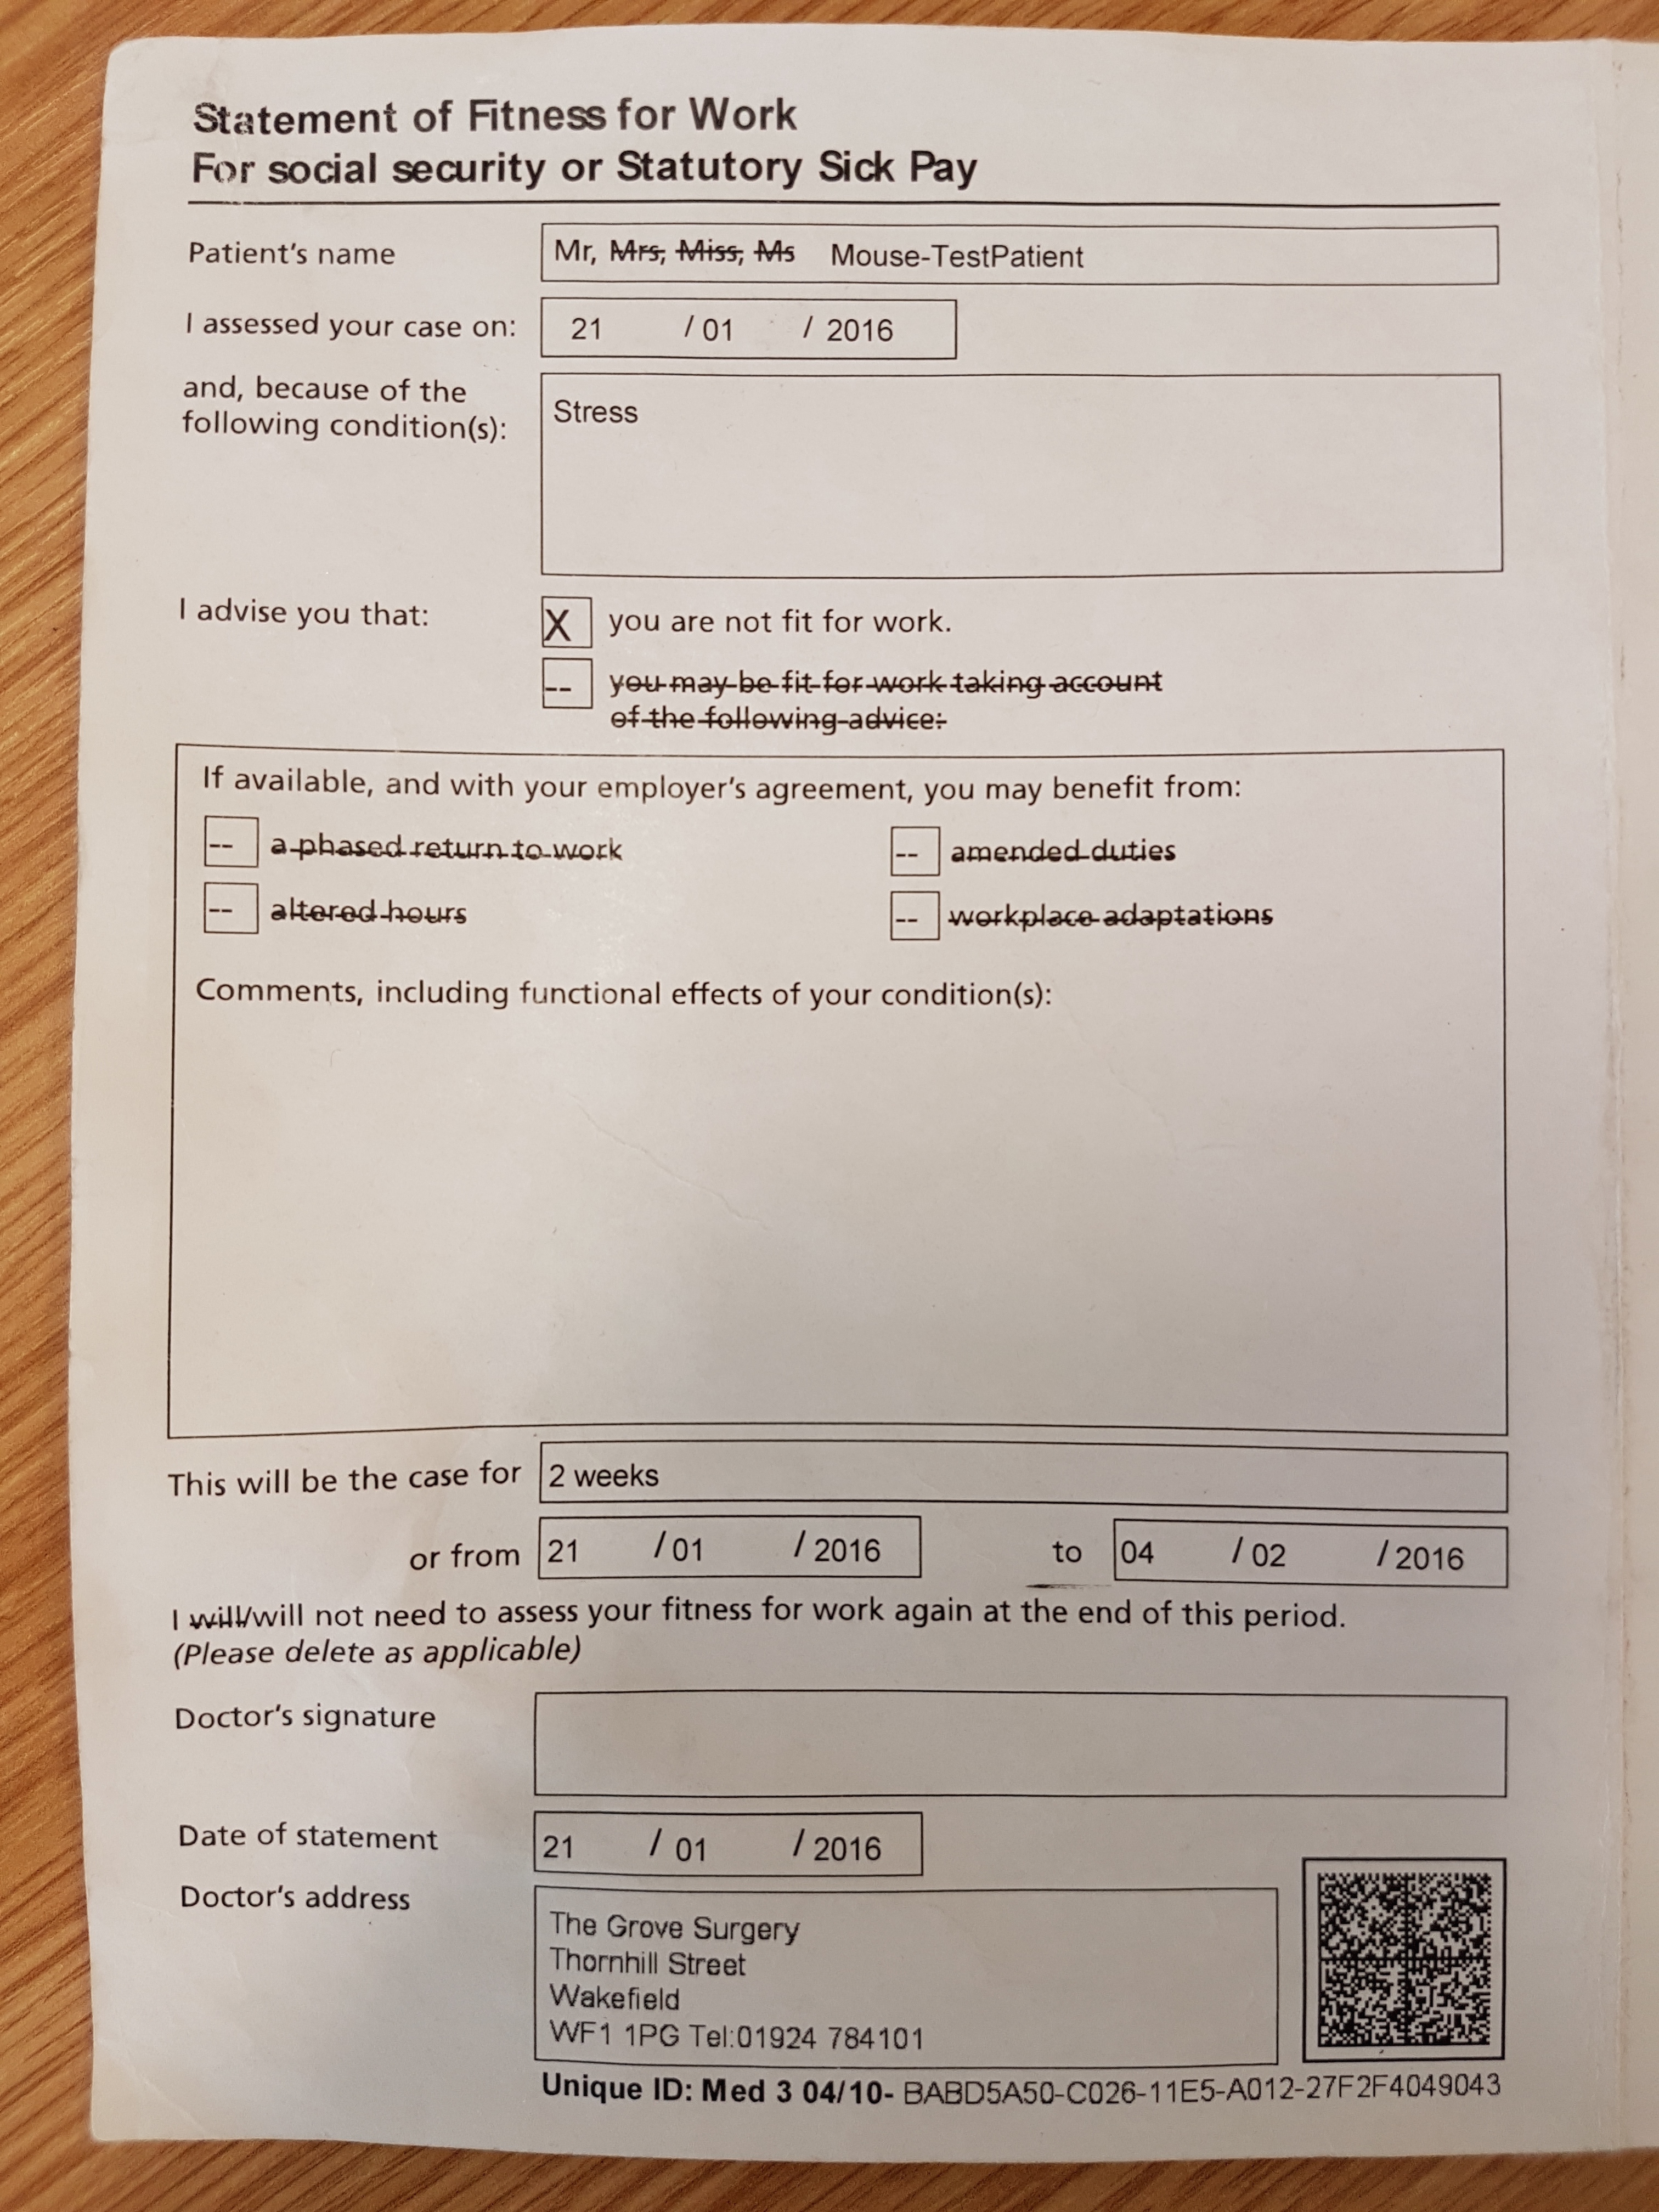 Statement of Fitness for Work
For social security or Statutory Sick Pay
Patient's name
Mr, Mrs, Miss, Ms Mouse-TestPatient
I assessed your case on:
21 / 01 / 2016
and, because of the
following condition(s):
Stress
I advise you that:
X you are not fit for work.
-- you may be fit for work taking account
of the following advice:
If available, and with your employer's agreement, you may benefit from:
-- a phased return to work
-- amended duties
-- altered hours
-- workplace adaptations
Comments, including functional effects of your condition(s):
This will be the case for
2 weeks
or from 21 / 01 / 2016 to 04 / 02 / 2016
I will/will not need to assess your fitness for work again at the end of this period.
(Please delete as applicable)
Doctor's signature
Date of statement
21 / 01 / 2016
Doctor's address
The Grove Surgery
Thornhill Street
Wakefield
WF1 1PG Tel:01924 784101
Unique ID: Med 3 04/10- BABD5A50-C026-11E5-A012-27F2F4049043